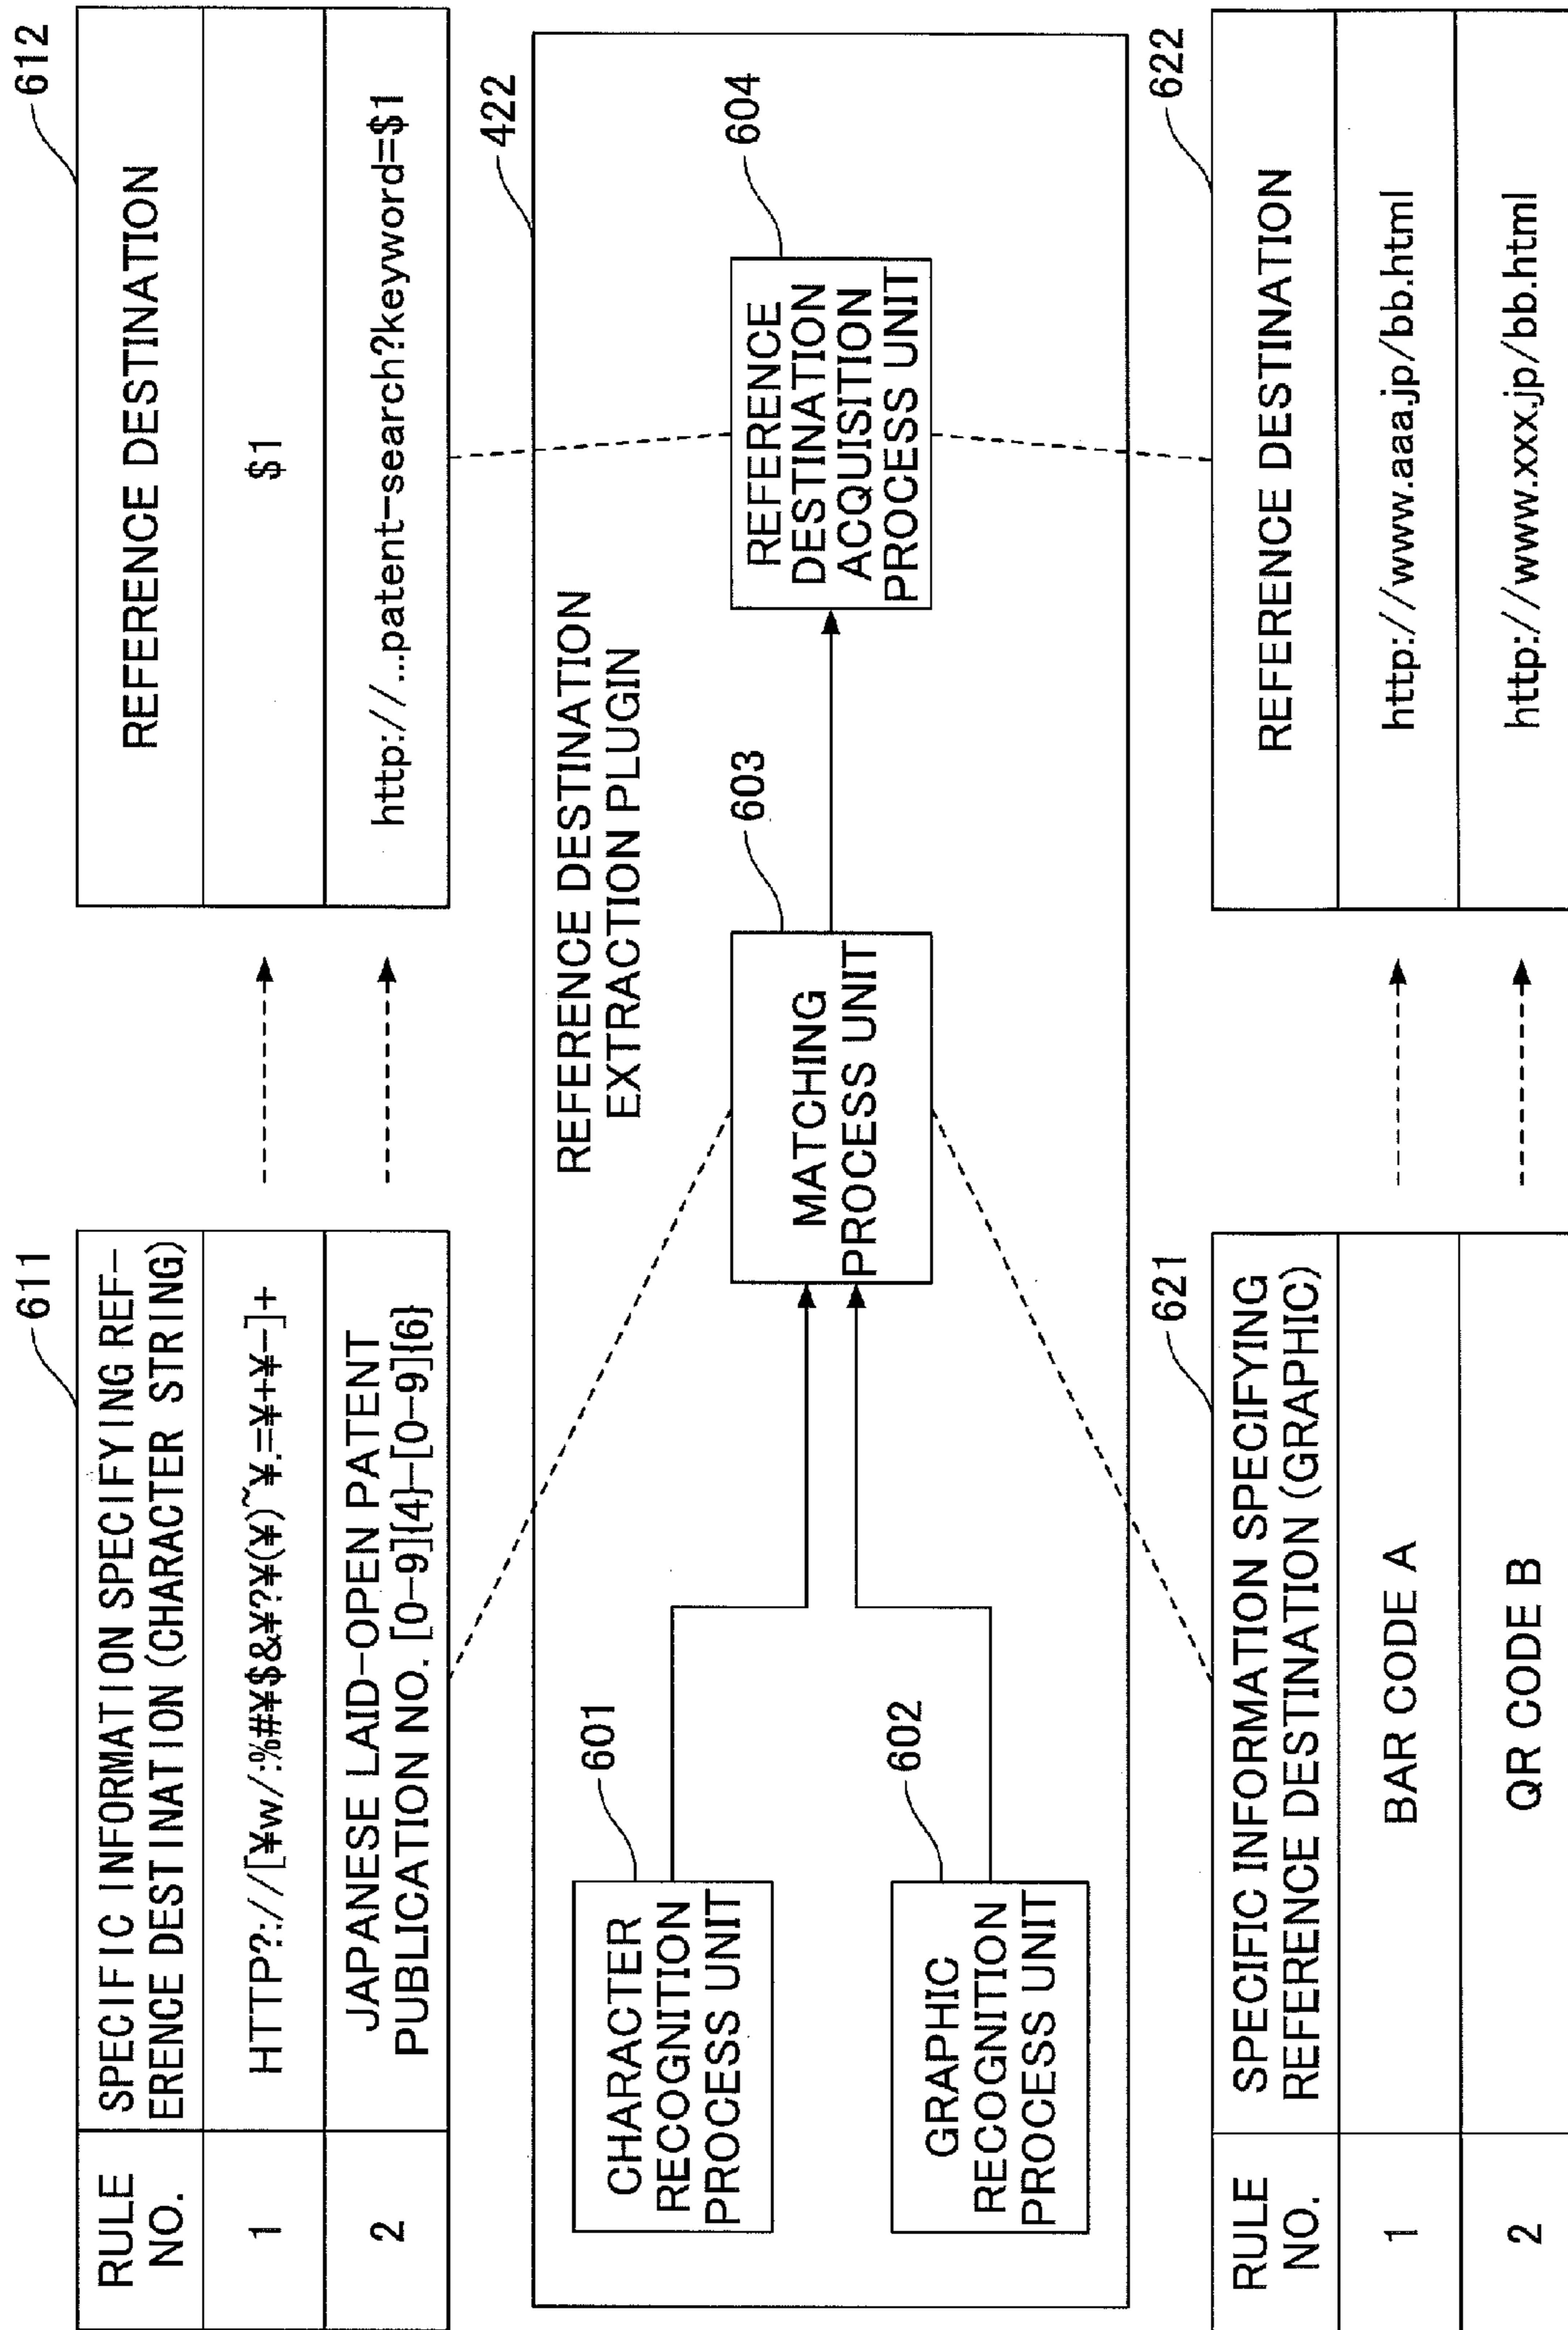 611
RULE
NO.
SPECIFIC INFORMATION SPECIFYING REF-
ERENCE DESTINATION (CHARACTER STRING)
1
HTTP?://[¥w/:%#¥$&¥?¥(¥)~¥.=¥+¥-]+
2
JAPANESE LAID-OPEN PATENT
PUBLICATION NO. [0-9]{4}-[0-9]{6}
612
REFERENCE DESTINATION
$1
http://...patent-search?keyword=$1
422
REFERENCE DESTINATION
EXTRACTION PLUGIN
601
CHARACTER
RECOGNITION
PROCESS UNIT
602
GRAPHIC
RECOGNITION
PROCESS UNIT
603
MATCHING
PROCESS UNIT
604
REFERENCE
DESTINATION
ACQUISITION
PROCESS UNIT
621
RULE
NO.
SPECIFIC INFORMATION SPECIFYING
REFERENCE DESTINATION (GRAPHIC)
1
BAR CODE A
2
QR CODE B
622
REFERENCE DESTINATION
http://www.aaa.jp/bb.html
http://www.xxx.jp/bb.html